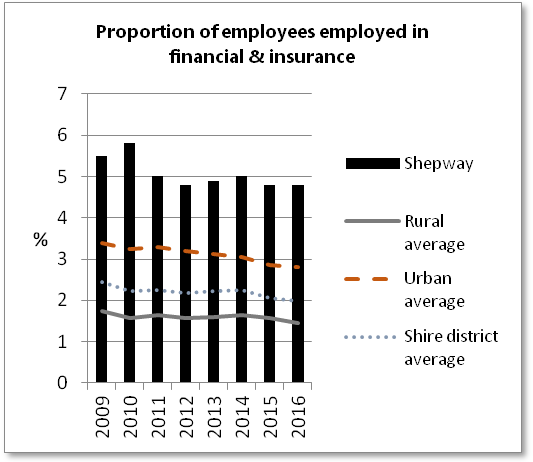 Proportion of employees employed in
financial & insurance
7
6
5
4
3
2
1
0
%
2009
2010
2011
2012
2013
2014
2015
2016
Shepway
Rural
average
Urban
average
Shire district
average